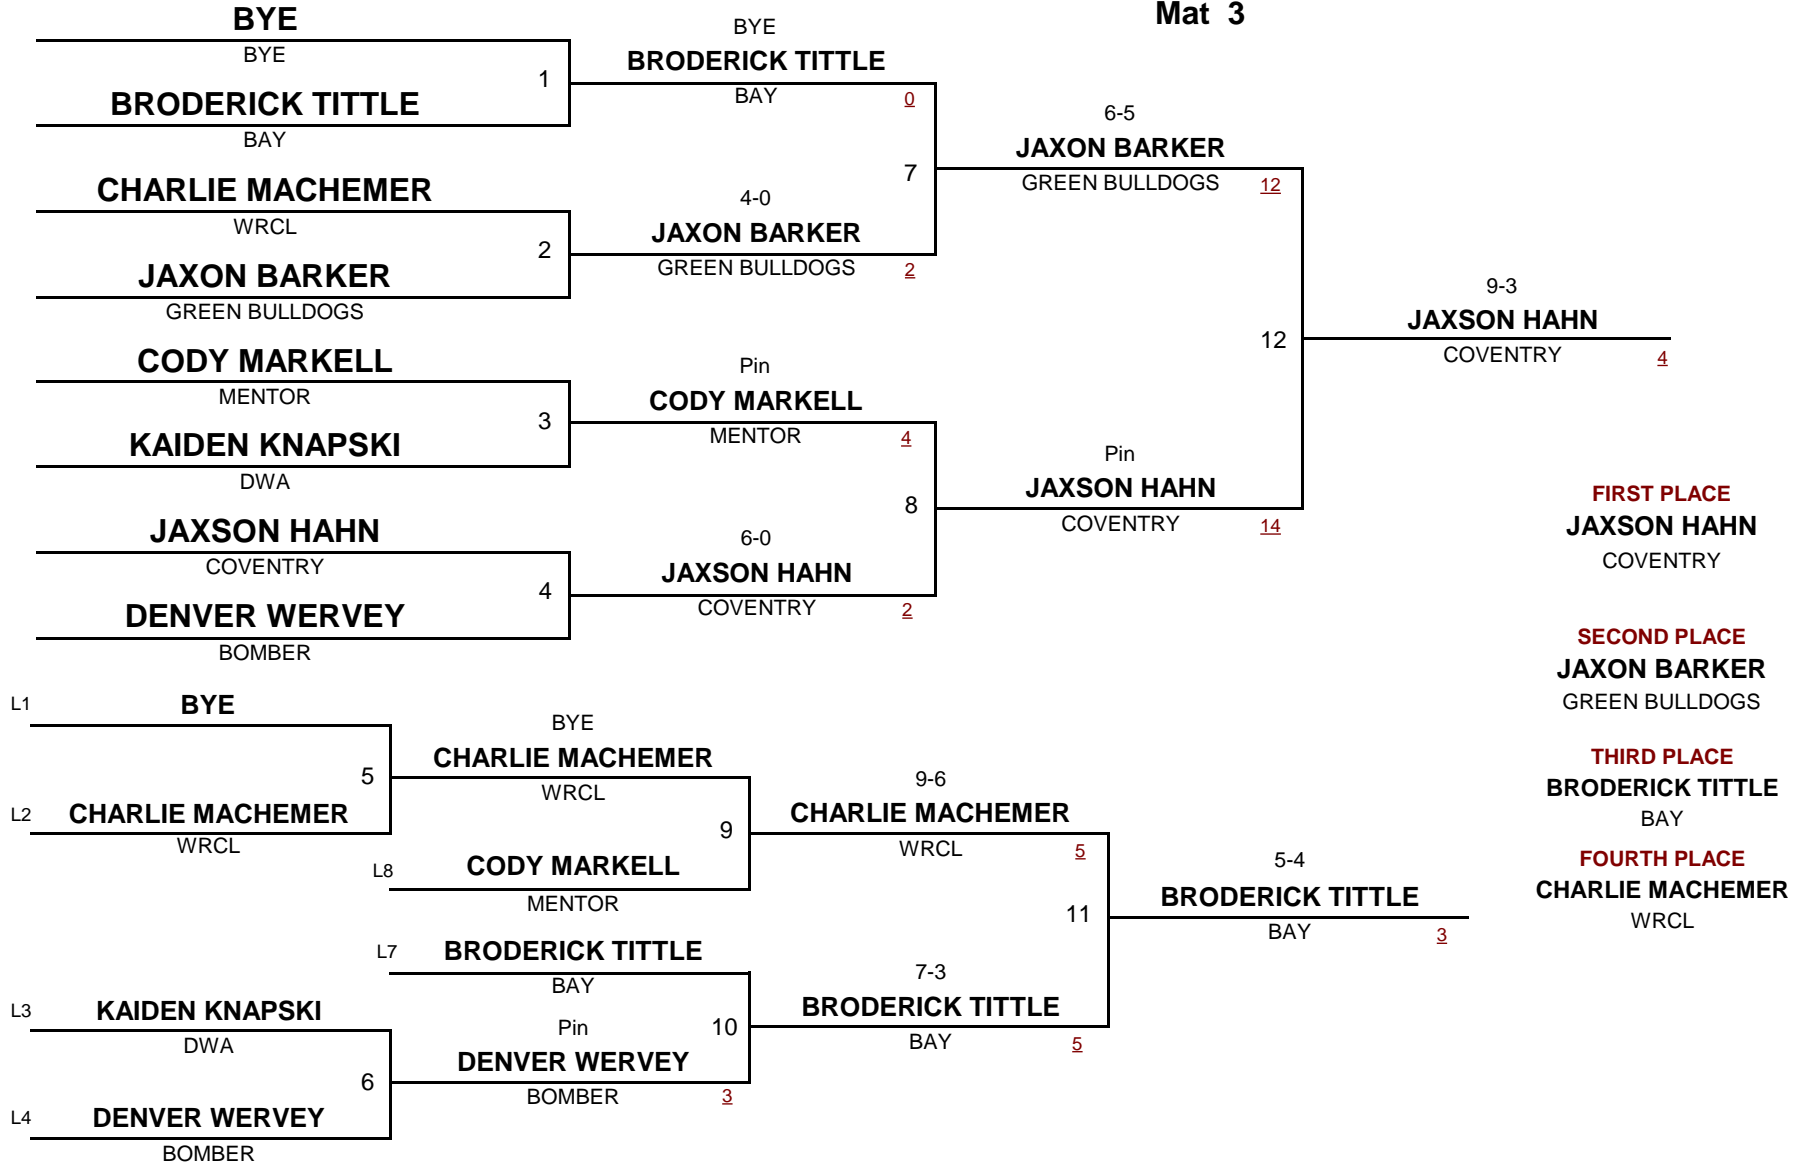 Mat 3
BYE
BYE
1
BRODERICK TITTLE
BAY
CHARLIE MACHEMER
WRCL
2
JAXON BARKER
GREEN BULLDOGS
CODY MARKELL
MENTOR
3
KAIDEN KNAPSKI
DWA
JAXSON HAHN
COVENTRY
4
DENVER WERVEY
BOMBER
BYE
BRODERICK TITTLE
BAY
0
7
4-0
JAXON BARKER
GREEN BULLDOGS
2
Pin
CODY MARKELL
MENTOR
4
8
6-0
JAXSON HAHN
COVENTRY
2
6-5
JAXON BARKER
GREEN BULLDOGS
12
12
Pin
JAXSON HAHN
COVENTRY
14
9-3
JAXSON HAHN
COVENTRY
4
L1
BYE
5
L2
CHARLIE MACHEMER
WRCL
BYE
CHARLIE MACHEMER
WRCL
9
L8
CODY MARKELL
MENTOR
L7
BRODERICK TITTLE
BAY
10
Pin
DENVER WERVEY
BOMBER
3
L3
KAIDEN KNAPSKI
DWA
6
L4
DENVER WERVEY
BOMBER
9-6
CHARLIE MACHEMER
WRCL
5
11
7-3
BRODERICK TITTLE
BAY
5
5-4
BRODERICK TITTLE
BAY
3
FIRST PLACE
JAXSON HAHN
COVENTRY
SECOND PLACE
JAXON BARKER
GREEN BULLDOGS
THIRD PLACE
BRODERICK TITTLE
BAY
FOURTH PLACE
CHARLIE MACHEMER
WRCL